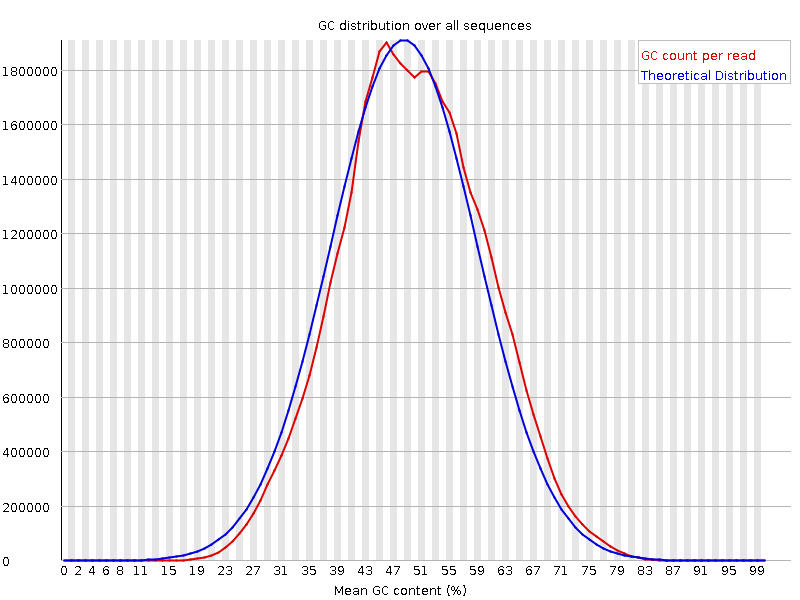 GC distribution over all sequences
GC count per read
Theoretical Distribution
1800000
1600000
1400000
1200000
1000000
800000
600000
400000
200000
0
0 2 4 6 8 11 15 19 23 27 31 35 39 43 47 51 55 59 63 67 71 75 79 83 87 91 95 99
Mean GC content (%)